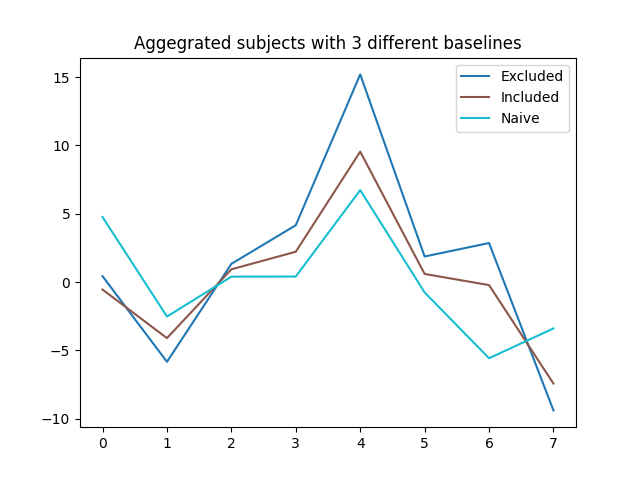 Aggegrated subjects with 3 different baselines
Excluded
Included
Naive
15
10
5
0
−5
−10
0 1 2 3 4 5 6 7